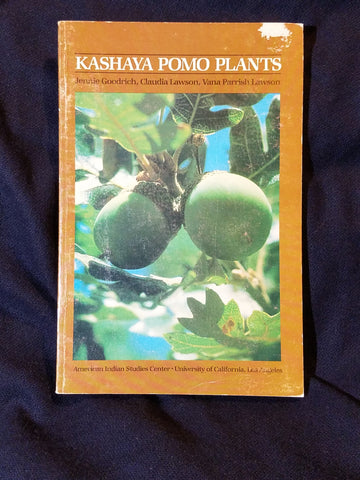 KASHAYA POMO PLANTS
Jennie Goodrich, Claudia Lawson, Vana Parrish Lawson
American Indian Studies Center • University of California, Los Angeles